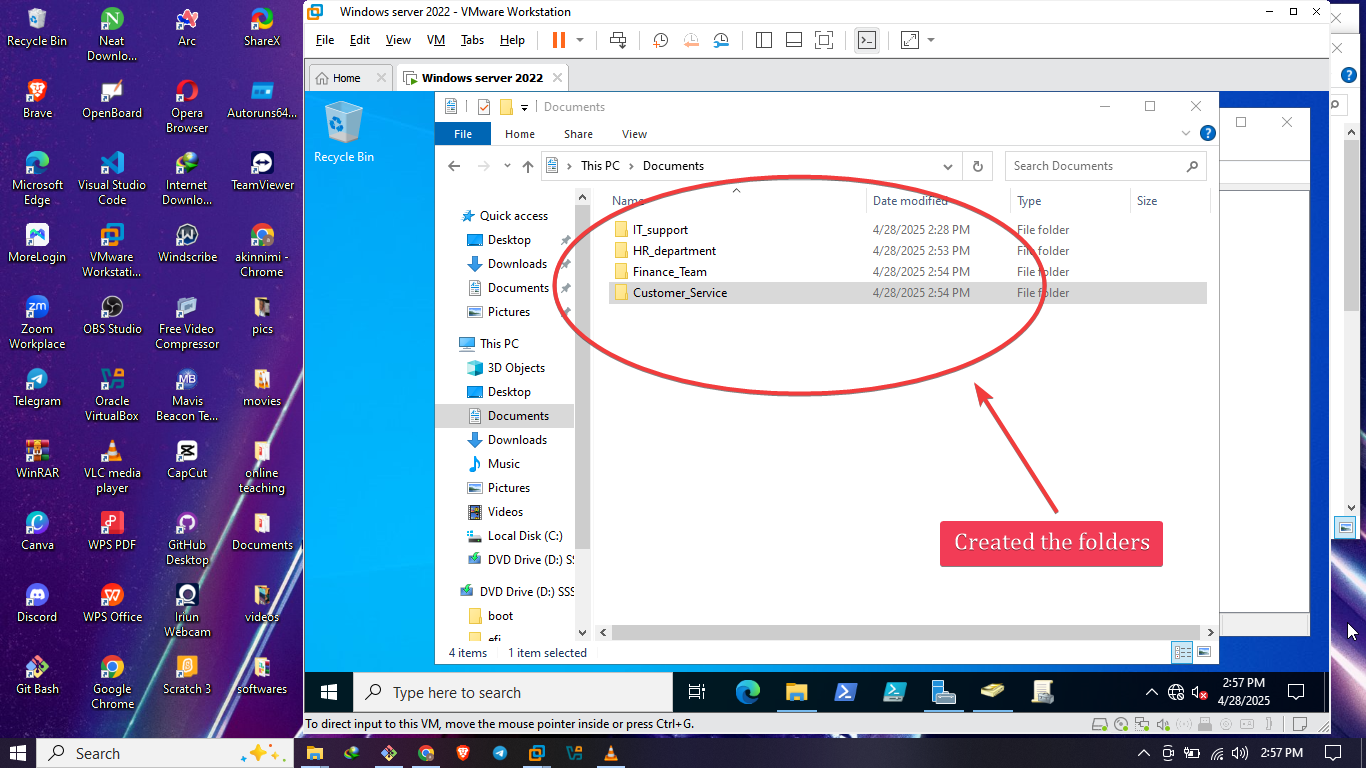 Recycle Bin
Neat
Downlo...
Arc
ShareX
Brave
OpenBoard
Opera
Browser
Autoruns64...
Microsoft
Edge
Visual Studio
Code
Internet
Downlo...
TeamViewer
MoreLogin
VMware
Workstati...
Windscribe
akinnimi -
Chrome
Zoom
Workplace
OBS Studio
Free Video
Compressor
pics
Telegram
Oracle
VirtualBox
Mavis
Beacon Te...
movies
WinRAR
VLC media
player
CapCut
online
teaching
Canva
WPS PDF
GitHub
Desktop
Documents
Discord
WPS Office
Iriun
Webcam
videos
Git Bash
Google
Chrome
Scratch 3
softwares
Windows server 2022 - VMware Workstation
File Edit View VM Tabs Help
Home
Windows server 2022
Recycle Bin
Documents
File Home Share View
This PC > Documents
Search Documents
Name Date modified Type Size
IT_support 4/28/2025 2:28 PM File folder
HR_department 4/28/2025 2:53 PM File folder
Finance_Team 4/28/2025 2:54 PM File folder
Customer_Service 4/28/2025 2:54 PM File folder
Quick access
Desktop
Downloads
Documents
Pictures
This PC
3D Objects
Desktop
Documents
Downloads
Music
Pictures
Videos
Local Disk (C:)
DVD Drive (D:) SSS
DVD Drive (D:) SSS
boot
efi
Created the folders
4 items 1 item selected
Type here to search
2:57 PM
4/28/2025
To direct input to this VM, move the mouse pointer inside or press Ctrl+G.
Search
2:57 PM